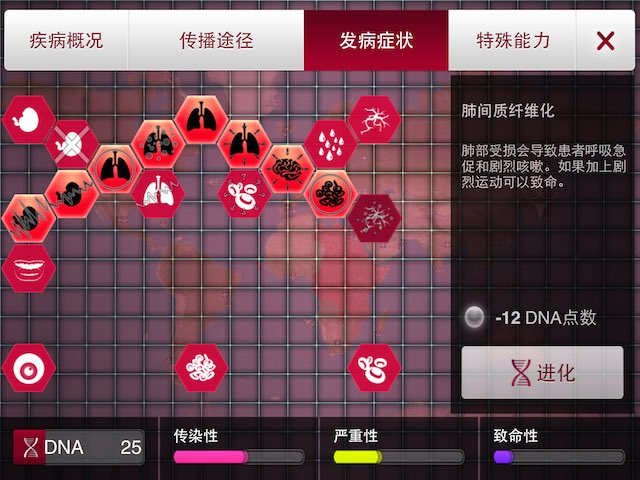 疾病概况
传播途径
发病症状
特殊能力
肺间质纤维化
肺部受损会导致患者呼吸急
促和剧烈咳嗽。如果加上剧
烈运动可以致命。
-12 DNA点数
进化
DNA 25
传染性
严重性
致命性